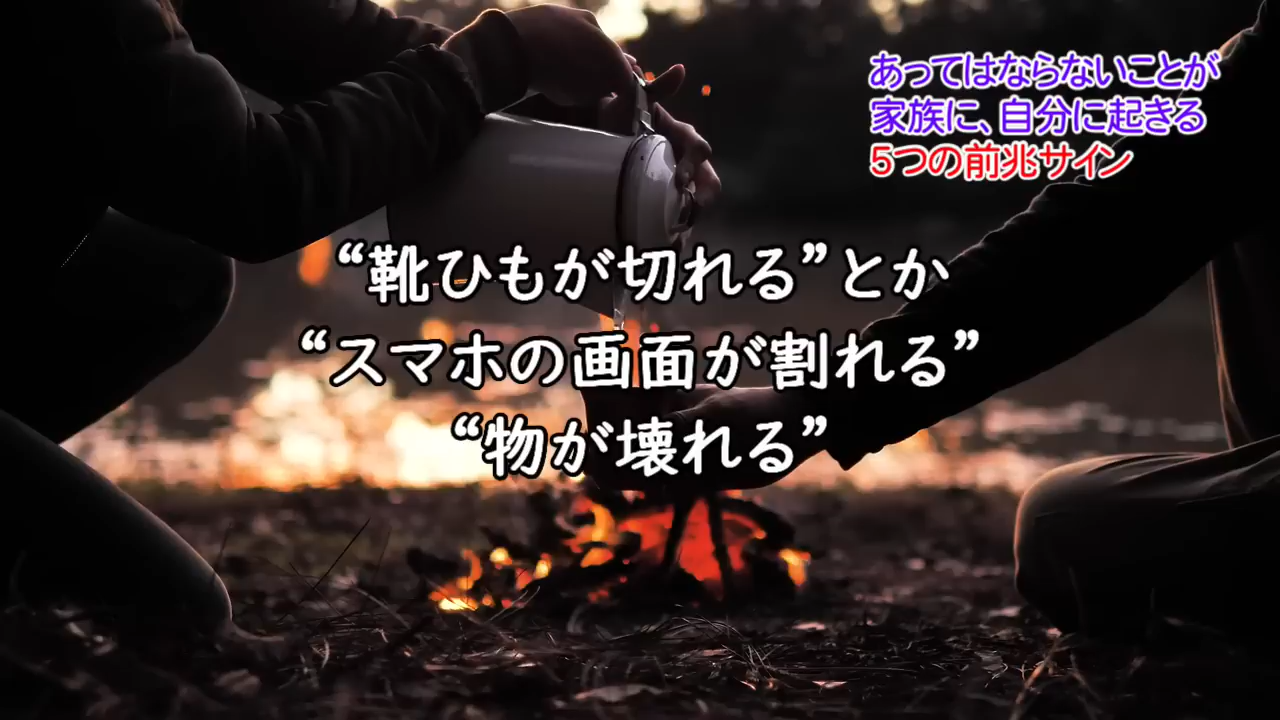 あってはならないことが
家族に、自分に起きる
5つの前兆サイン
“靴ひもが切れる”とか
“スマホの画面が割れる”
“物が壊れる”